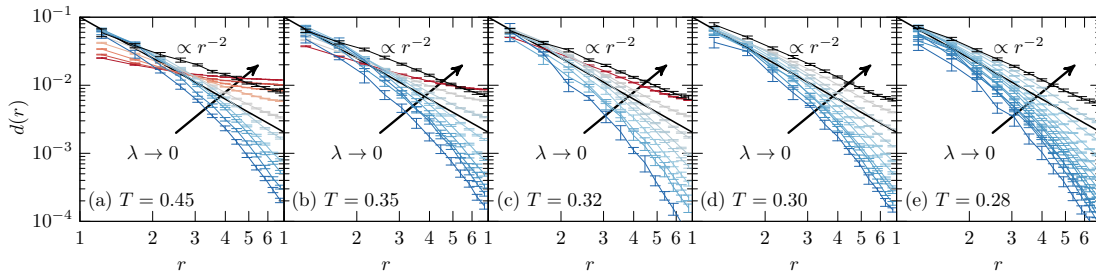 10⁻¹
10⁻²
10⁻³
10⁻⁴
d(r)
∝ r⁻²
λ → 0
(a) T = 0.45
1 2 3 4 5 6
r
∝ r⁻²
λ → 0
(b) T = 0.35
1 2 3 4 5 6
r
∝ r⁻²
λ → 0
(c) T = 0.32
1 2 3 4 5 6
r
∝ r⁻²
λ → 0
(d) T = 0.30
1 2 3 4 5 6
r
∝ r⁻²
λ → 0
(e) T = 0.28
1 2 3 4 5 6
r